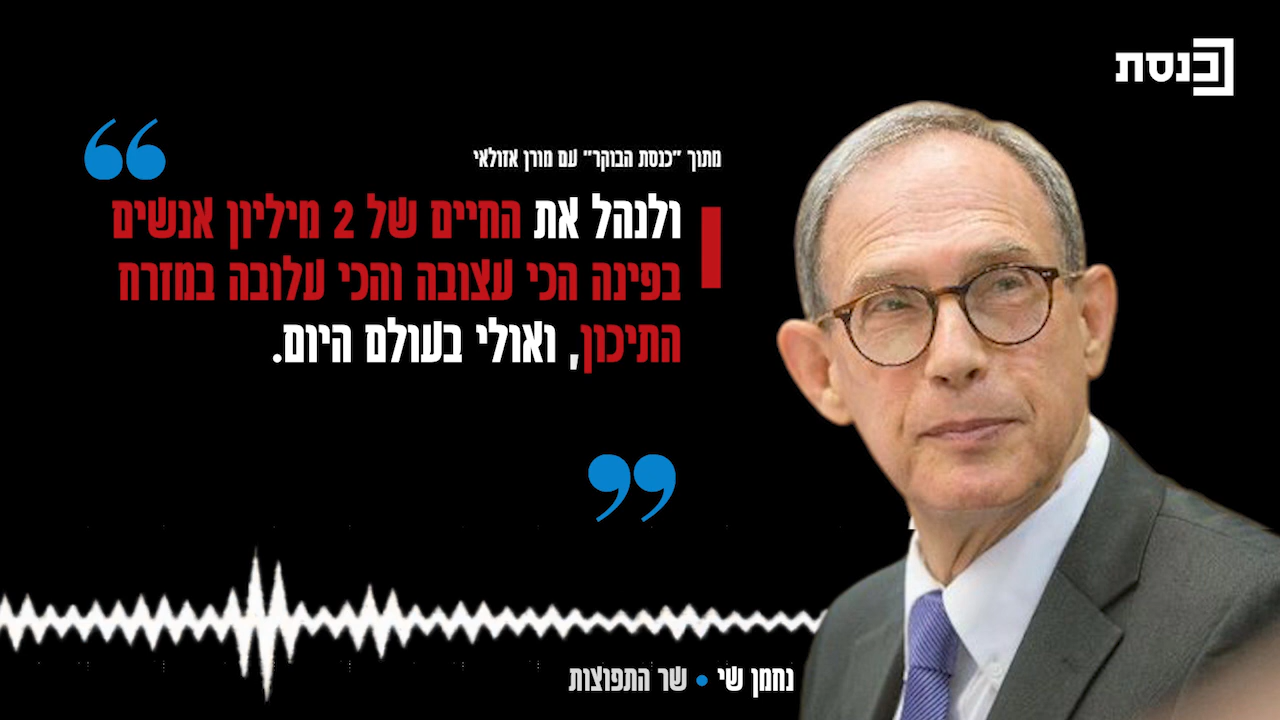 כנסת
מתוך "כנסת הבוקר" עם מורן אזולאי
ולנהל את החיים של 2 מיליון אנשים
בפינה הכי עצובה והכי עלובה במזרח
התיכון, ואולי בעולם היום.
נחמן שי • שר התפוצות